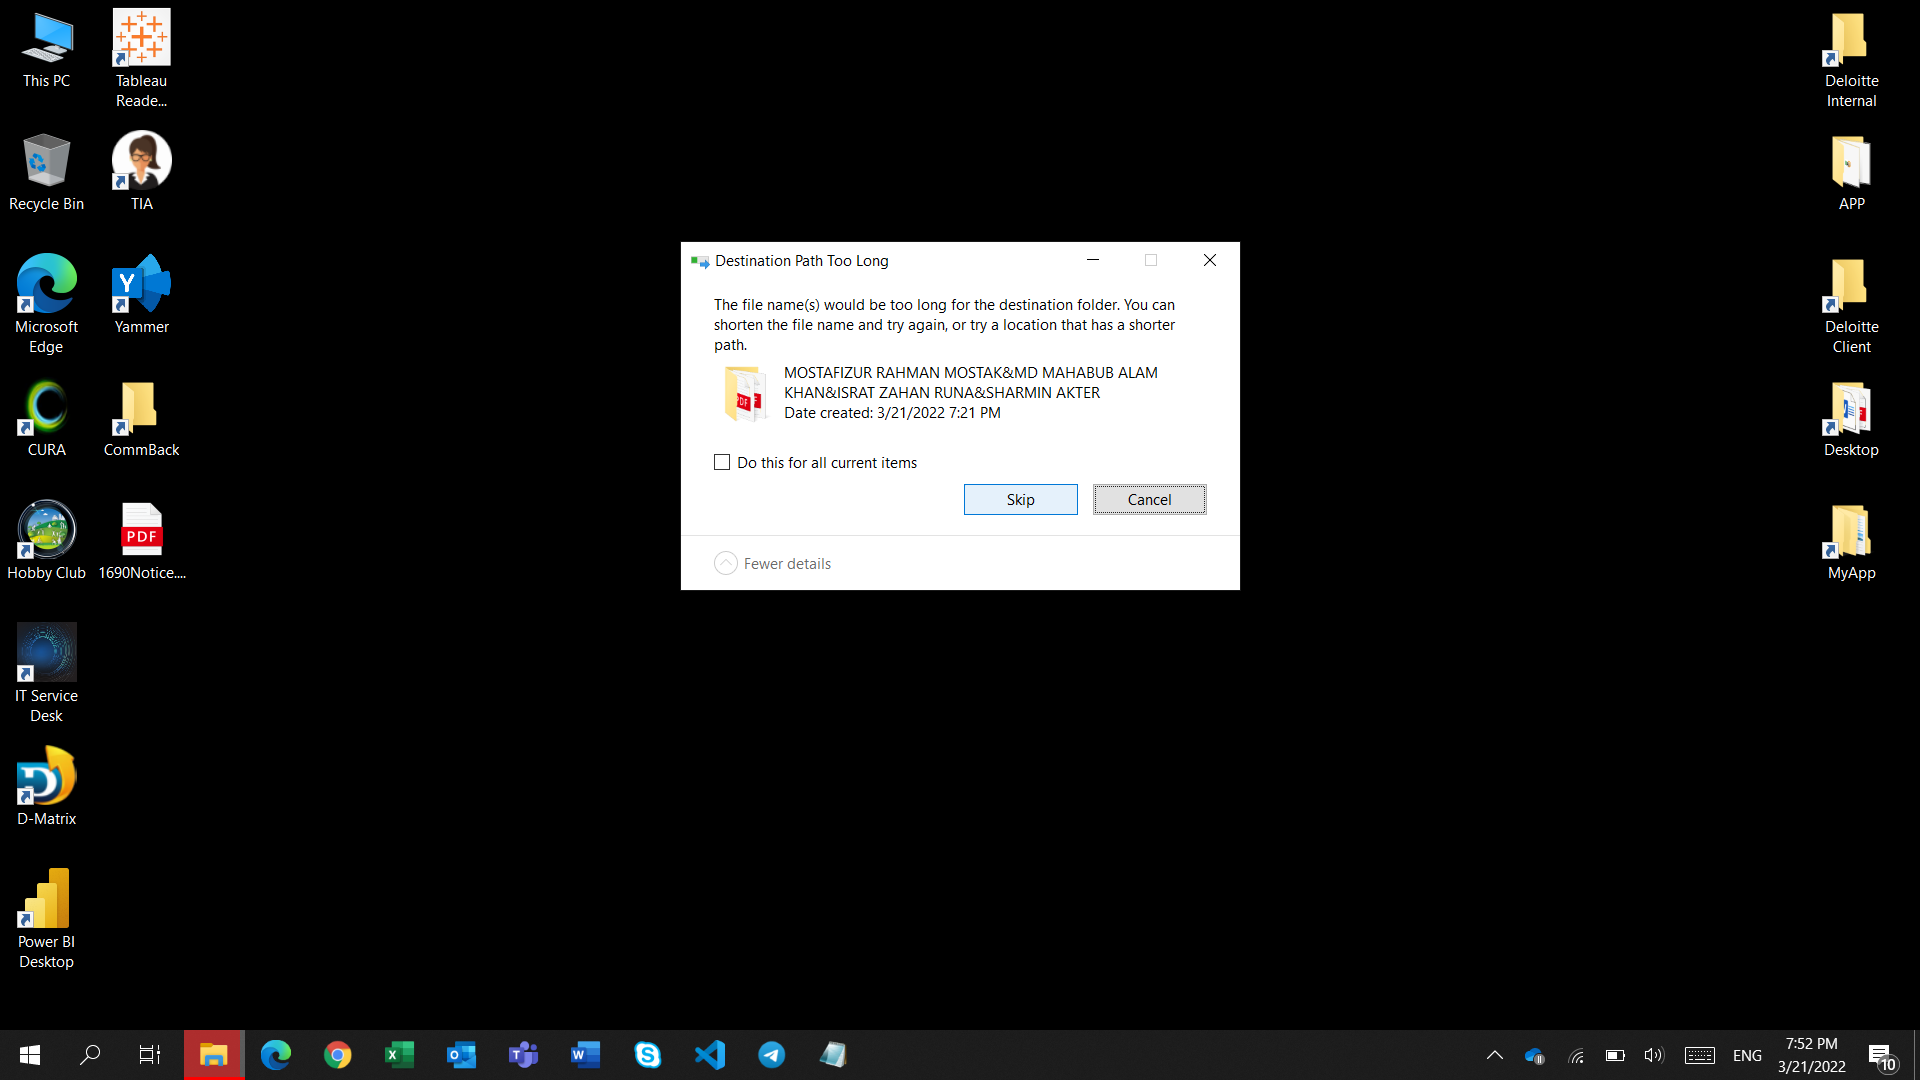 This PC
Tableau
Reade...
Recycle Bin
TIA
Microsoft
Edge
Yammer
CURA
CommBack
Hobby Club
PDF
1690Notice....
IT Service
Desk
D-Matrix
Power BI
Desktop
Destination Path Too Long
The file name(s) would be too long for the destination folder. You can
shorten the file name and try again, or try a location that has a shorter
path.
MOSTAFIZUR RAHMAN MOSTAK&MD MAHABUB ALAM
KHAN&ISRAT ZAHAN RUNA&SHARMIN AKTER
Date created: 3/21/2022 7:21 PM
Do this for all current items
Skip
Cancel
Fewer details
Deloitte
Internal
APP
Deloitte
Client
Desktop
MyApp
ENG
7:52 PM
3/21/2022
10